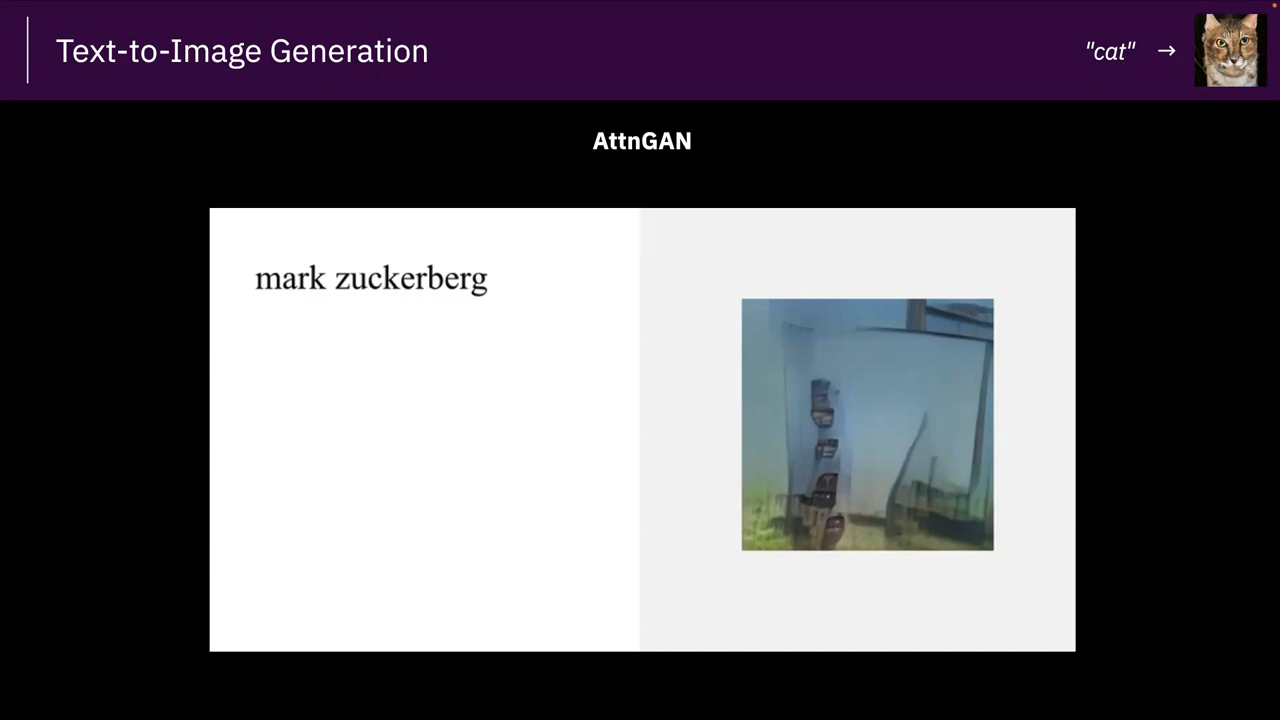 Text-to-Image Generation
"cat" →
AttnGAN
mark zuckerberg